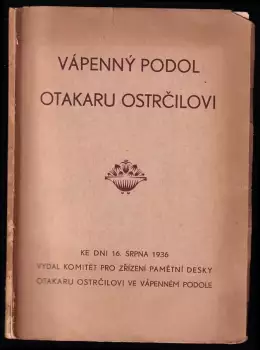 VÁPENNÝ PODOL
OTAKARU OSTRČILOVI
KE DNI 16. SRPNA 1936
VYDAL KOMITÉT PRO ZŘÍZENÍ PAMĚTNÍ DESKY
OTAKARU OSTRČILOVI VE VÁPENNÉM PODOLE